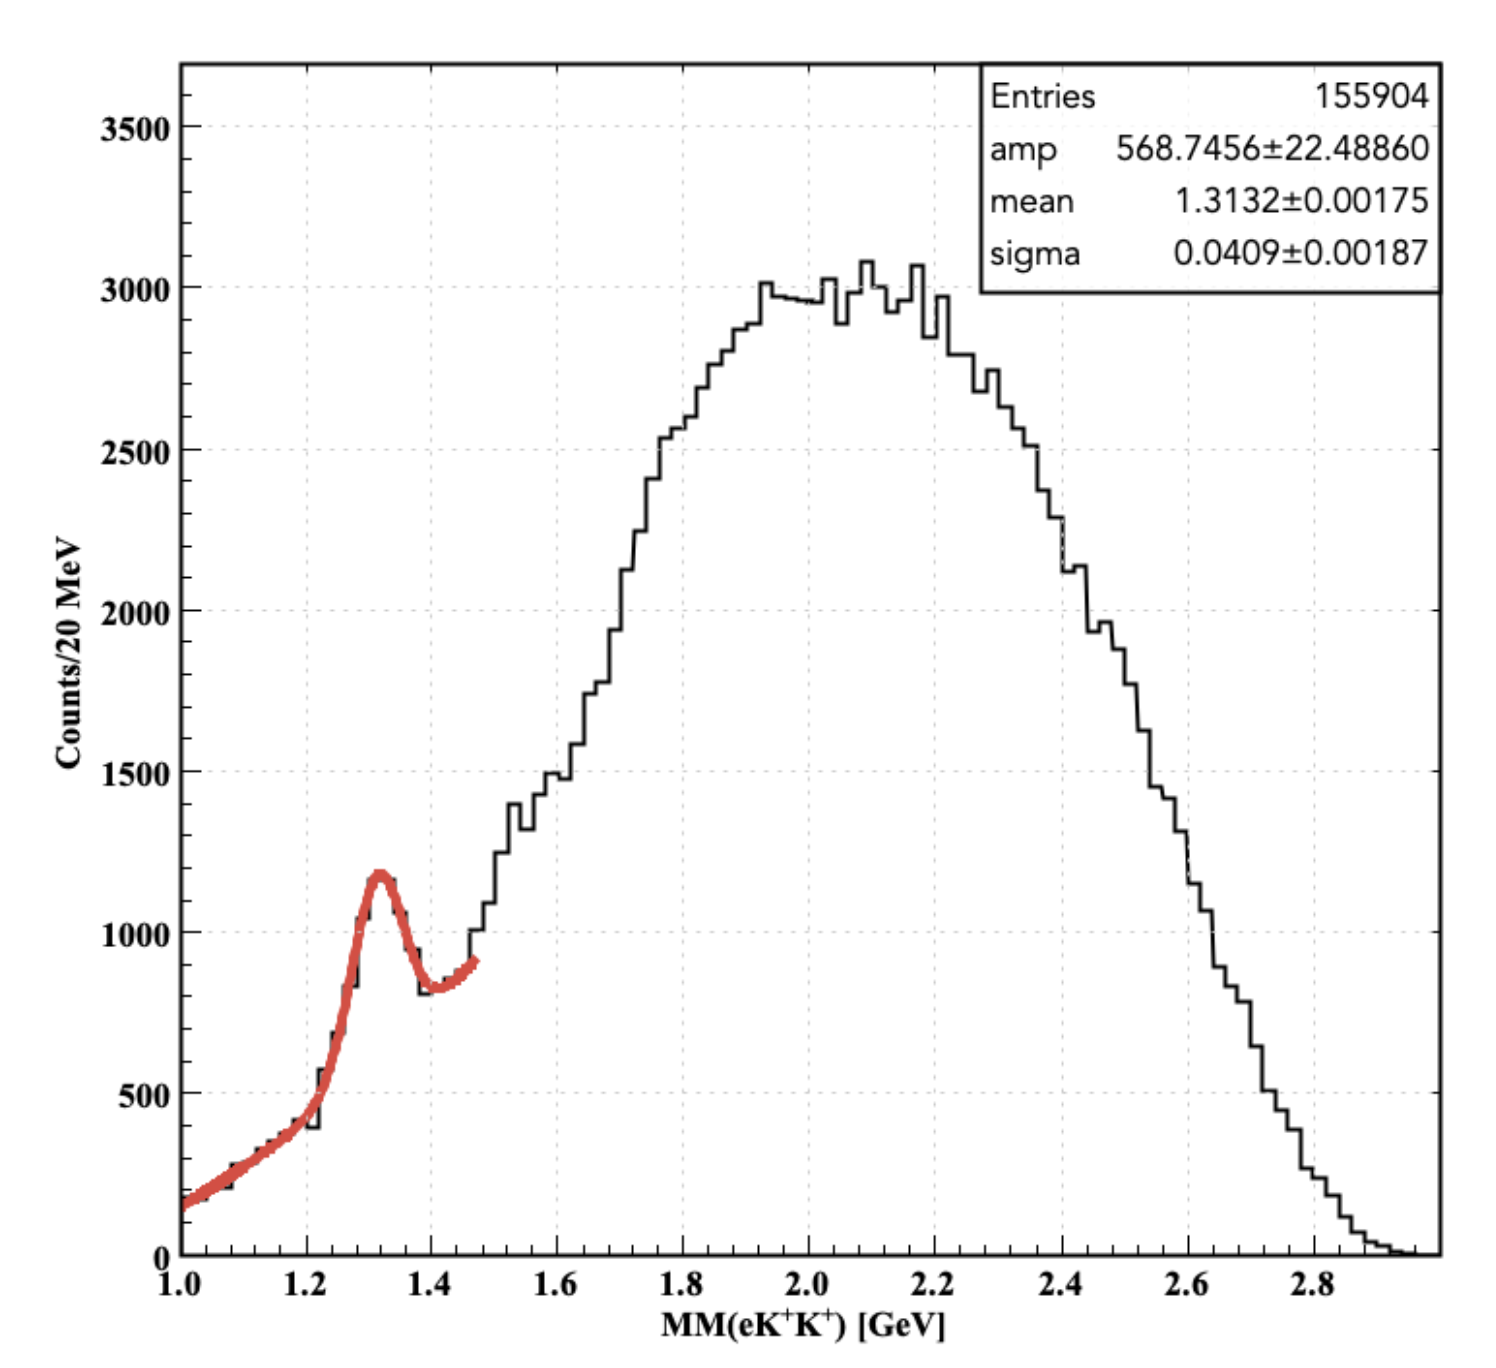 Entries 155904
amp 568.7456±22.48860
mean 1.3132±0.00175
sigma 0.0409±0.00187
3500
3000
2500
2000
1500
1000
500
0
Counts/20 MeV
1.0 1.2 1.4 1.6 1.8 2.0 2.2 2.4 2.6 2.8
MM(eK⁺K⁺) [GeV]